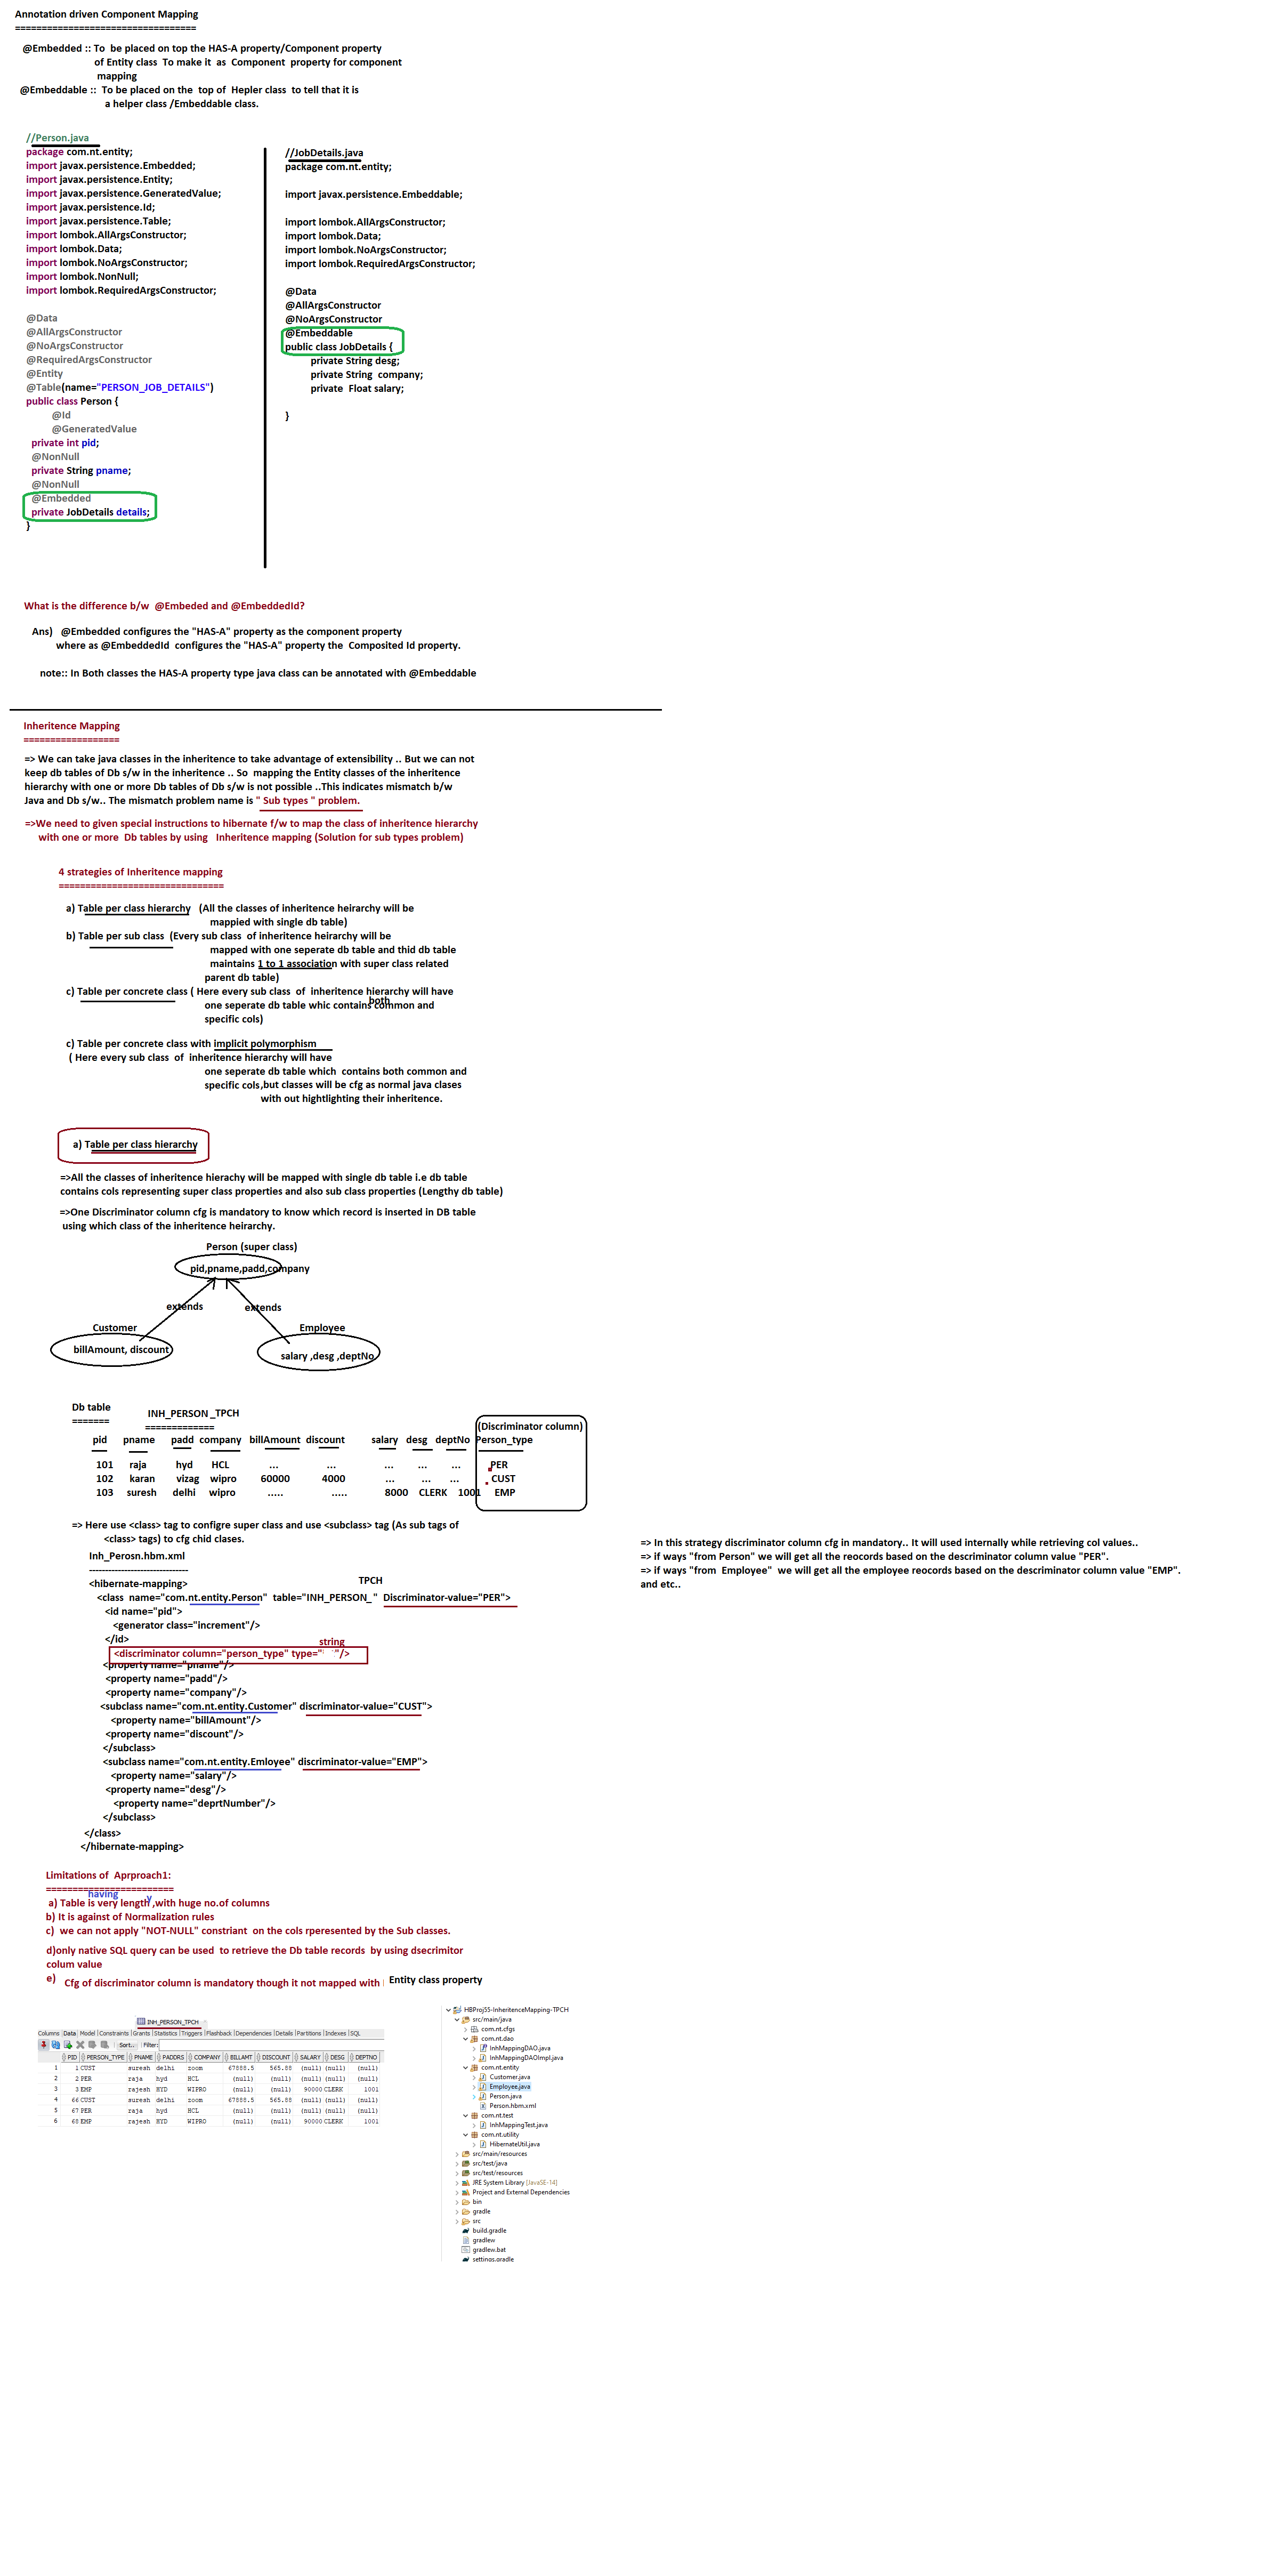 Annotation driven Component Mapping
==================================
@Embedded :: To  be placed on top the HAS-A property/Component property
of Entity class  To make it  as  Component  property for component
mapping
@Embeddable ::  To be placed on the  top of  Hepler class  to tell that it is
a helper class /Embeddable class.
//Person.java
package com.nt.entity;
import javax.persistence.Embedded;
import javax.persistence.Entity;
import javax.persistence.GeneratedValue;
import javax.persistence.Id;
import javax.persistence.Table;
import lombok.AllArgsConstructor;
import lombok.Data;
import lombok.NoArgsConstructor;
import lombok.NonNull;
import lombok.RequiredArgsConstructor;
@Data
@AllArgsConstructor
@NoArgsConstructor
@RequiredArgsConstructor
@Entity
@Table(name="PERSON_JOB_DETAILS")
public class Person {
@Id
@GeneratedValue
private int pid;
@NonNull
private String pname;
@NonNull
@Embedded
private JobDetails details;
}
//JobDetails.java
package com.nt.entity;
import javax.persistence.Embeddable;
import lombok.AllArgsConstructor;
import lombok.Data;
import lombok.NoArgsConstructor;
import lombok.RequiredArgsConstructor;
@Data
@AllArgsConstructor
@NoArgsConstructor
@Embeddable
public class JobDetails {
private String desg;
private String  company;
private  Float salary;
}
What is the difference b/w  @Embeded and @EmbeddedId?
Ans)   @Embedded configures the "HAS-A" property as the component property
where as @EmbeddedId  configures the "HAS-A" property the  Composited Id property.
note:: In Both classes the HAS-A property type java class can be annotated with @Embeddable
Inheritence Mapping
==================
=> We can take java classes in the inheritence to take advantage of extensibility .. But we can not
keep db tables of Db s/w in the inheritence .. So  mapping the Entity classes of the inheritence
hierarchy with one or more Db tables of Db s/w is not possible ..This indicates mismatch b/w
Java and Db s/w.. The mismatch problem name is " Sub types " problem.
=>We need to given special instructions to hibernate f/w to map the class of inheritence hierarchy
with one or more  Db tables by using   Inheritence mapping (Solution for sub types problem)
4 strategies of Inheritence mapping
===============================
a) Table per class hierarchy   (All the classes of inheritence heirarchy will be
mappied with single db table)
b) Table per sub class  (Every sub class  of inheritence heirarchy will be
mapped with one seperate db table and thid db table
maintains 1 to 1 association with super class related
parent db table)
c) Table per concrete class ( Here every sub class  of  inheritence hierarchy will have
both
one seperate db table whic contains common and
specific cols)
c) Table per concrete class with implicit polymorphism
( Here every sub class  of  inheritence hierarchy will have
one seperate db table which  contains both common and
specific cols,but classes will be cfg as normal java clases
with out hightlighting their inheritence.
a) Table per class hierarchy
=>All the classes of inheritence hierachy will be mapped with single db table i.e db table
contains cols representing super class properties and also sub class properties (Lengthy db table)
=>One Discriminator column cfg is mandatory to know which record is inserted in DB table
using which class of the inheritence heirarchy.
Person (super class)
pid,pname,padd,company
extends extends
Customer Employee
billAmount, discount
salary ,desg ,deptNo
Db table
=======
INH_PERSON_TPCH
=============
(Discriminator column)
pid pname padd company billAmount discount salary desg deptNo Person_type
101 raja hyd HCL ... ... ... ... ... PER
102 karan vizag wipro 60000 4000 ... ... ... CUST
103 suresh delhi wipro ..... ..... 8000 CLERK 1001 EMP
=> Here use <class> tag to configre super class and use <subclass> tag (As sub tags of
<class> tags) to cfg chid clases.
=> In this strategy discriminator column cfg in mandatory.. It will used internally while retrieving col values..
=> if ways "from Person" we will get all the reocords based on the descriminator column value "PER".
=> if ways "from  Employee"  we will get all the employee reocords based on the descriminator column value "EMP".
and etc..
Inh_Perosn.hbm.xml
-------------------------------
<hibernate-mapping>
TPCH
<class  name="com.nt.entity.Person"  table="INH_PERSON_"  Discriminator-value="PER">
<id name="pid">
<generator class="increment"/>
</id>
string
<discriminator column="person_type" type=" "/>
<property name="pname"/>
<property name="padd"/>
<property name="company"/>
<subclass name="com.nt.entity.Customer" discriminator-value="CUST">
<property name="billAmount"/>
<property name="discount"/>
</subclass>
<subclass name="com.nt.entity.Emloyee" discriminator-value="EMP">
<property name="salary"/>
<property name="desg"/>
<property name="deprtNumber"/>
</subclass>
</class>
</hibernate-mapping>
Limitations of  Aprproach1:
========================
having y
a) Table is very length ,with huge no.of columns
b) It is against of Normalization rules
c)  we can not apply "NOT-NULL" constriant  on the cols rperesented by the Sub classes.
d)only native SQL query can be used  to retrieve the Db table records  by using dsecrimitor
colum value
e) Cfg of discriminator column is mandatory though it not mapped with Entity class property
INH_PERSON_TPCH
Columns Data Model Constraints Grants Statistics Triggers Flashback Dependencies Details Partitions Indexes SQL
Sort.. Filter:
PID PERSON_TYPE PNAME PADDRS COMPANY BILLAMT DISCOUNT SALARY DESG DEPTNO
1 1 CUST suresh delhi zoom 67888.5 565.88 (null) (null) (null)
2 2 PER raja hyd HCL (null) (null) (null) (null) (null)
3 3 EMP rajesh HYD WIPRO (null) (null) 90000 CLERK 1001
4 66 CUST suresh delhi zoom 67888.5 565.88 (null) (null) (null)
5 67 PER raja hyd HCL (null) (null) (null) (null) (null)
6 68 EMP rajesh HYD WIPRO (null) (null) 90000 CLERK 1001
HBProj55-InheritenceMapping-TPCH
src/main/java
com.nt.cfgs
com.nt.dao
InhMappingDAO.java
InhMappingDAOImpl.java
com.nt.entity
Customer.java
Employee.java
Person.java
Person.hbm.xml
com.nt.test
InhMappingTest.java
com.nt.utility
HibernateUtil.java
src/main/resources
src/test/java
src/test/resources
JRE System Library [JavaSE-14]
Project and External Dependencies
bin
gradle
src
build.gradle
gradlew
gradlew.bat
settings.gradle